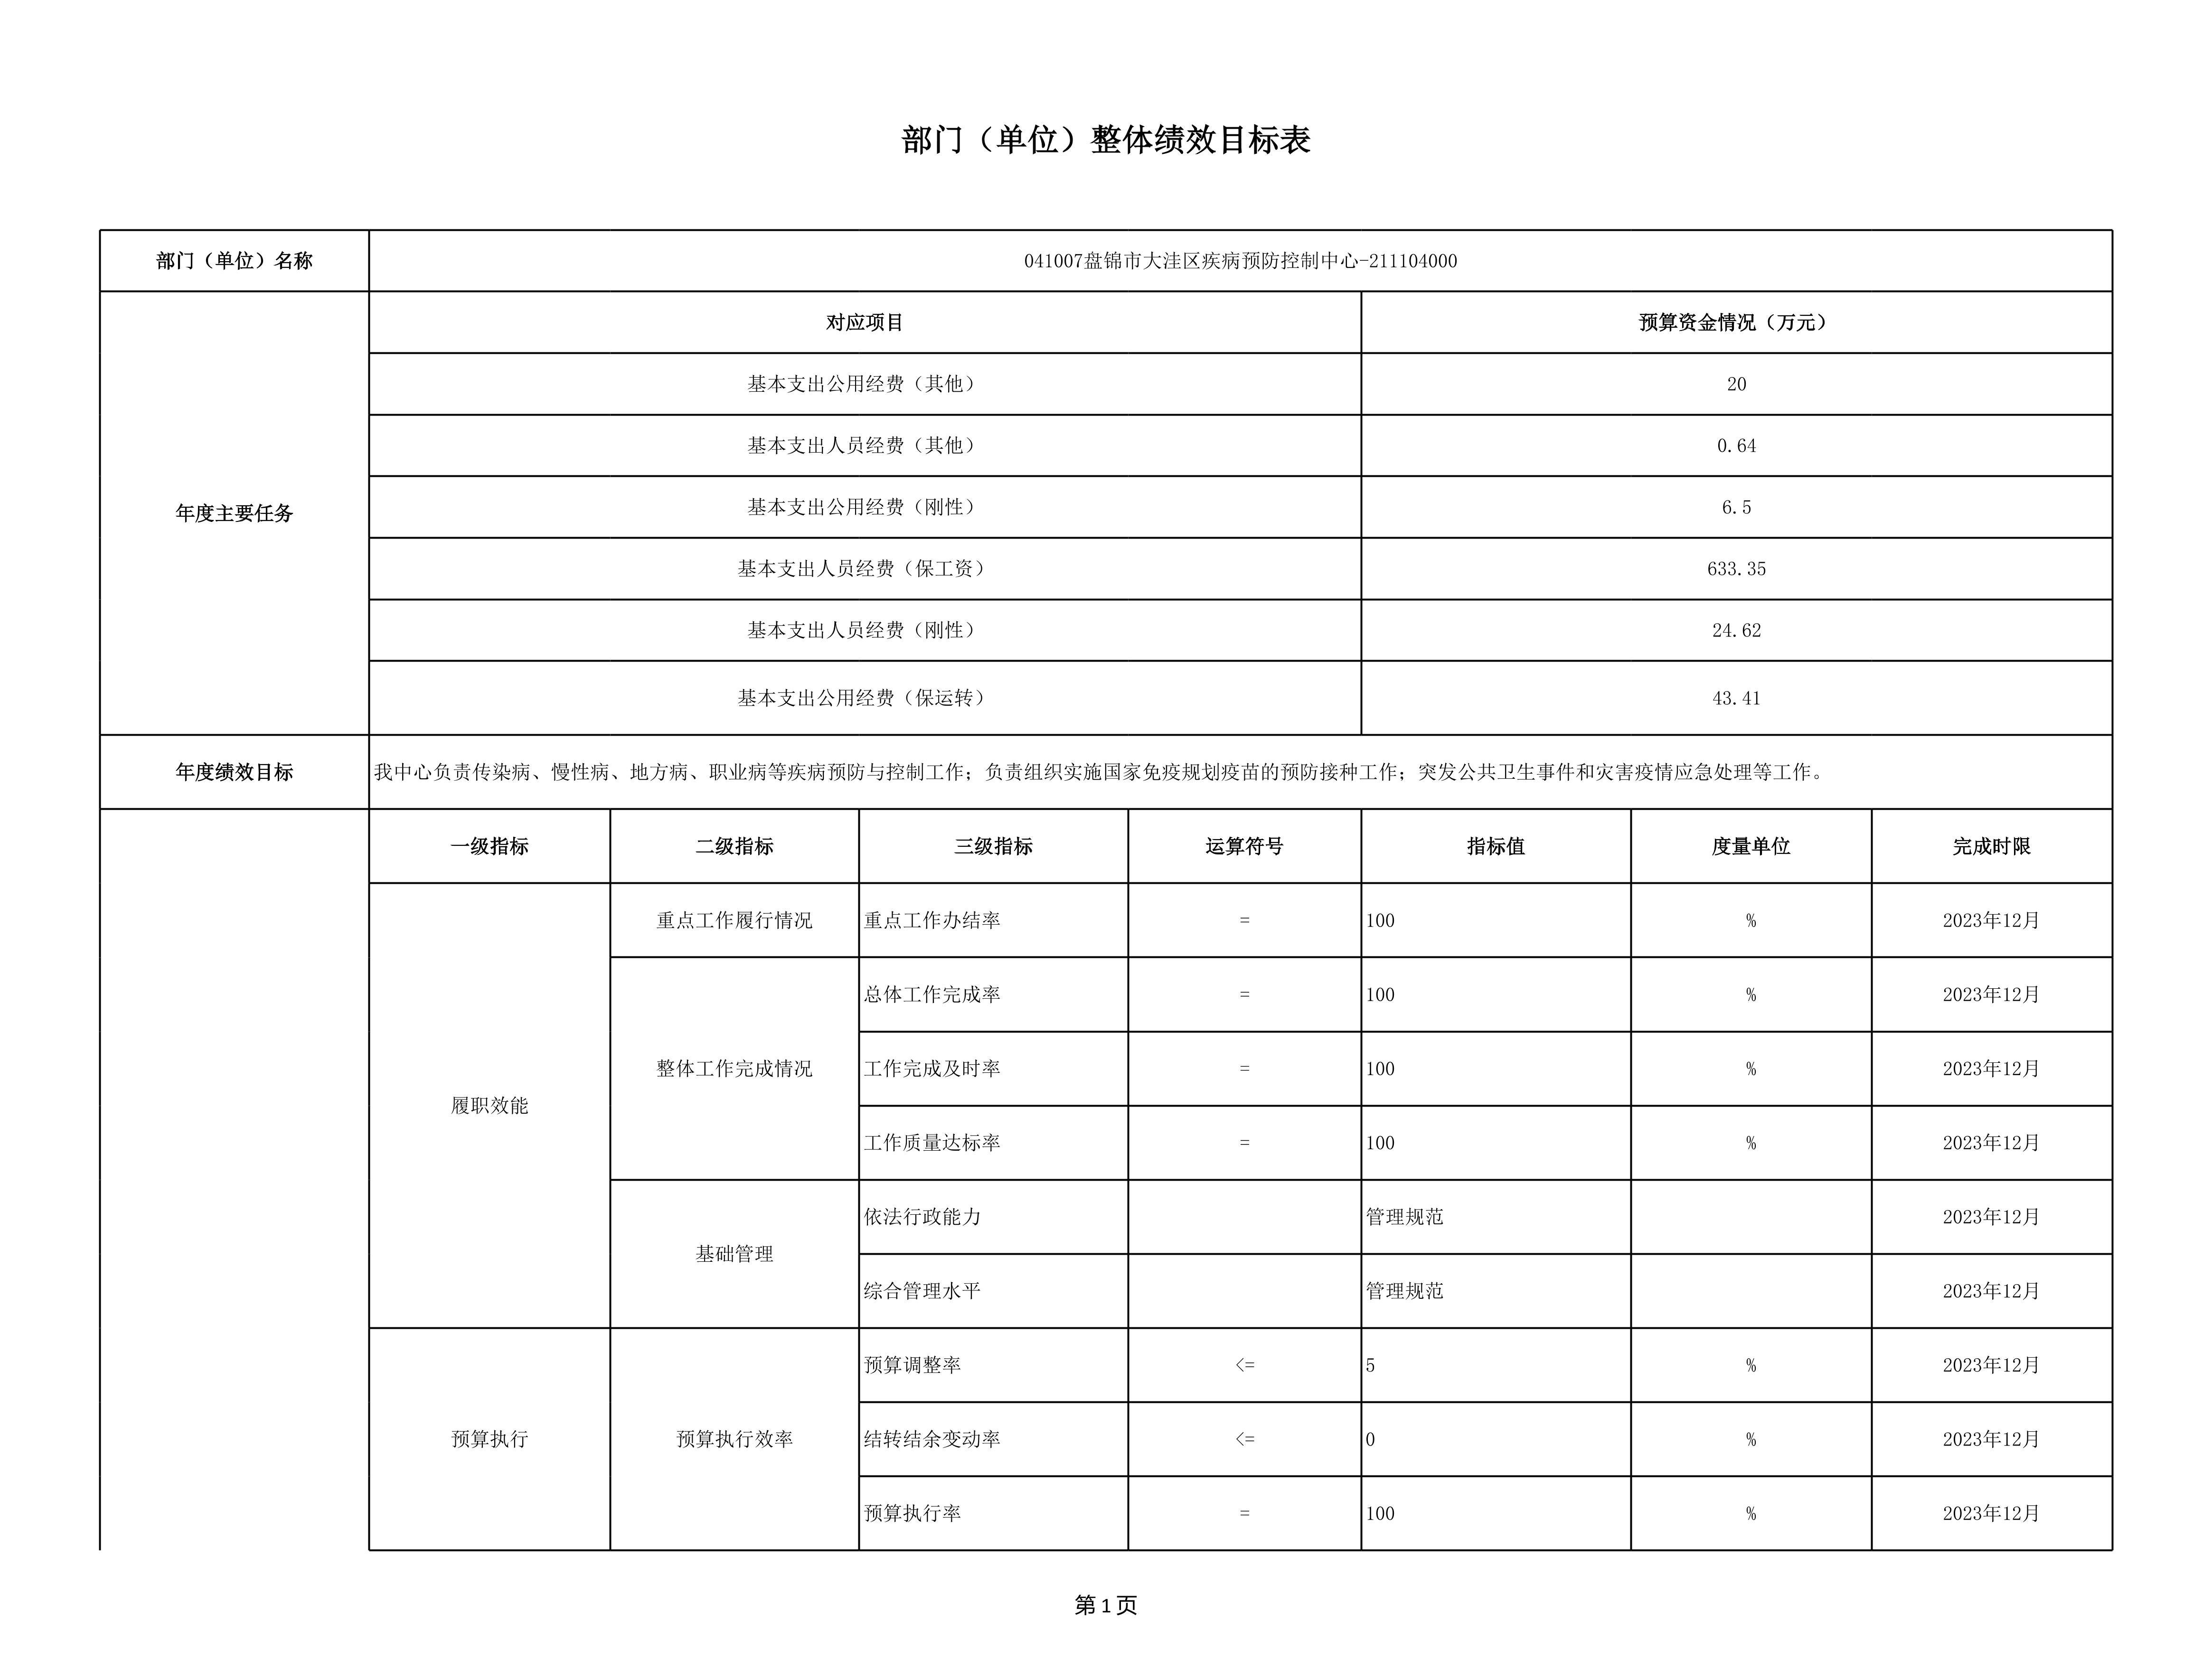 部门（单位）整体绩效目标表
部门（单位）名称 041007盘锦市大洼区疾病预防控制中心-211104000
年度主要任务 对应项目 预算资金情况（万元）
基本支出公用经费（其他） 20
基本支出人员经费（其他） 0.64
基本支出公用经费（刚性） 6.5
基本支出人员经费（保工资） 633.35
基本支出人员经费（刚性） 24.62
基本支出公用经费（保运转） 43.41
年度绩效目标 我中心负责传染病、慢性病、地方病、职业病等疾病预防与控制工作；负责组织实施国家免疫规划疫苗的预防接种工作；突发公共卫生事件和灾害疫情应急处理等工作。
一级指标 二级指标 三级指标 运算符号 指标值 度量单位 完成时限
履职效能 重点工作履行情况 重点工作办结率 = 100 % 2023年12月
整体工作完成情况 总体工作完成率 = 100 % 2023年12月
工作完成及时率 = 100 % 2023年12月
工作质量达标率 = 100 % 2023年12月
基础管理 依法行政能力 管理规范 2023年12月
综合管理水平 管理规范 2023年12月
预算执行 预算执行效率 预算调整率 <= 5 % 2023年12月
结转结余变动率 <= 0 % 2023年12月
预算执行率 = 100 % 2023年12月
第 1 页